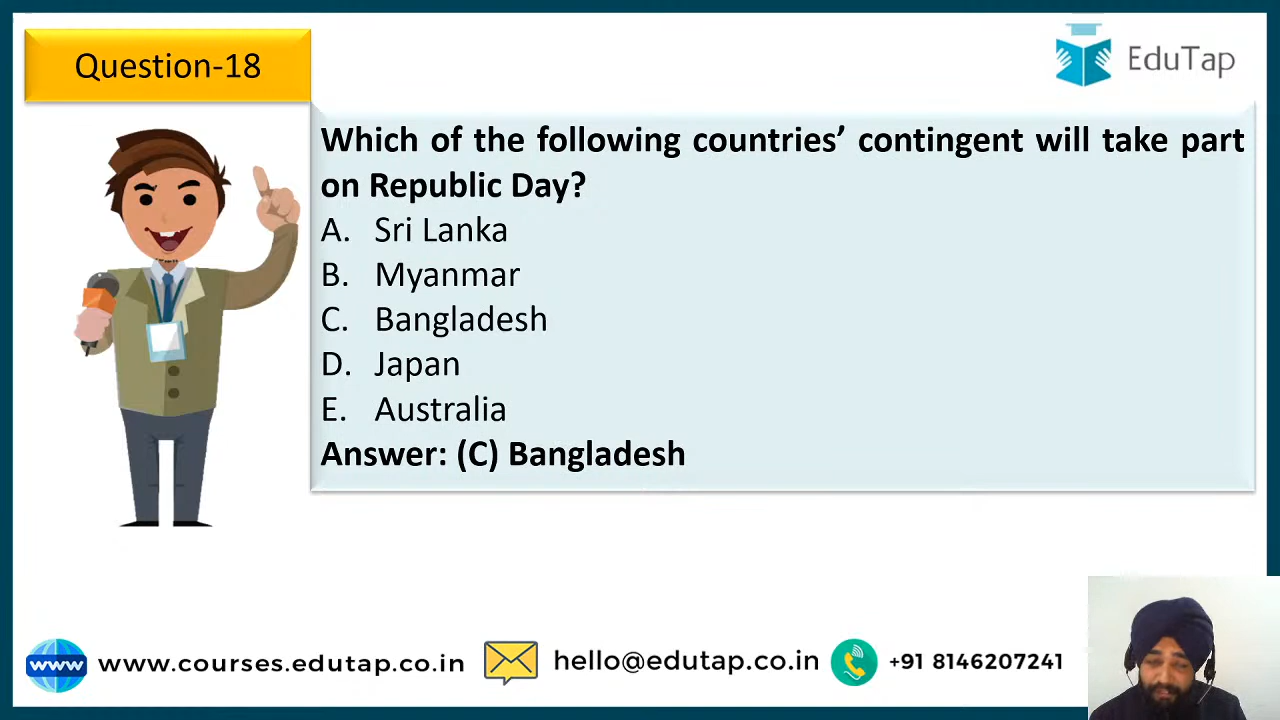 Question-18
EduTap
Which of the following countries’ contingent will take part
on Republic Day?
A. Sri Lanka
B. Myanmar
C. Bangladesh
D. Japan
E. Australia
Answer: (C) Bangladesh
www www.courses.edutap.co.in hello@edutap.co.in +91 8146207241